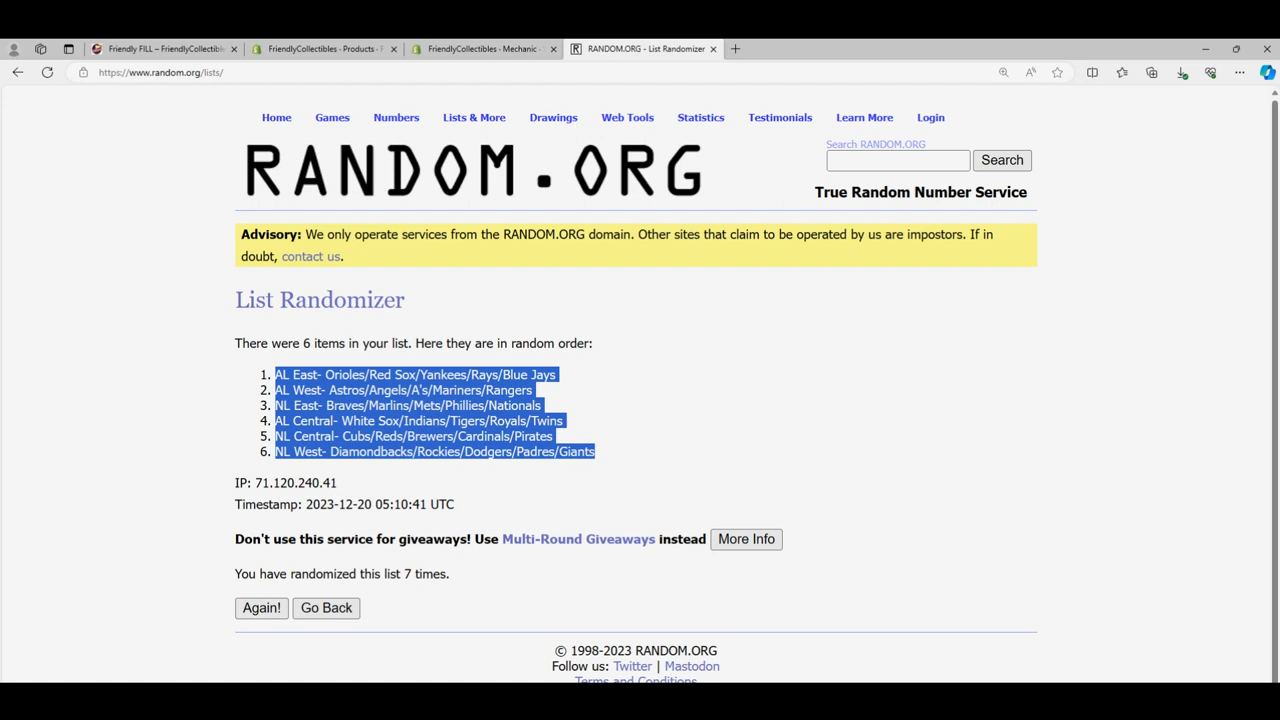 Friendly FILL – FriendlyCollectible
FriendlyCollectibles · Products · F
FriendlyCollectibles · Mechanic ·
RANDOM.ORG - List Randomizer
https://www.random.org/lists/
Home Games Numbers Lists & More Drawings Web Tools Statistics Testimonials Learn More Login
RANDOM.ORG
Search RANDOM.ORG
Search
True Random Number Service
Advisory: We only operate services from the RANDOM.ORG domain. Other sites that claim to be operated by us are impostors. If in
doubt, contact us.
List Randomizer
There were 6 items in your list. Here they are in random order:
1. AL East- Orioles/Red Sox/Yankees/Rays/Blue Jays
2. AL West- Astros/Angels/A's/Mariners/Rangers
3. NL East- Braves/Marlins/Mets/Phillies/Nationals
4. AL Central- White Sox/Indians/Tigers/Royals/Twins
5. NL Central- Cubs/Reds/Brewers/Cardinals/Pirates
6. NL West- Diamondbacks/Rockies/Dodgers/Padres/Giants
IP: 71.120.240.41
Timestamp: 2023-12-20 05:10:41 UTC
Don't use this service for giveaways! Use Multi-Round Giveaways instead More Info
You have randomized this list 7 times.
Again! Go Back
© 1998-2023 RANDOM.ORG
Follow us: Twitter | Mastodon
Terms and Conditions